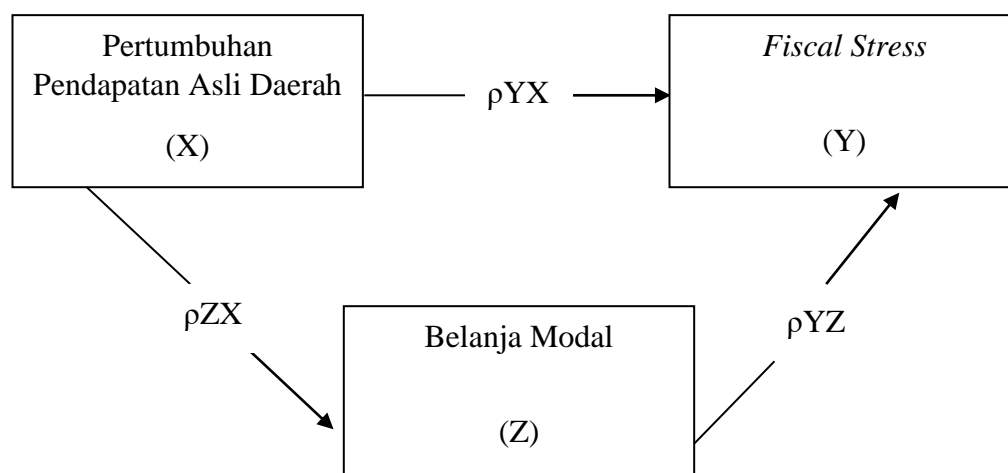 Pertumbuhan
Pendapatan Asli Daerah
(X)
ρYX
Fiscal Stress
(Y)
ρZX
Belanja Modal
(Z)
ρYZ